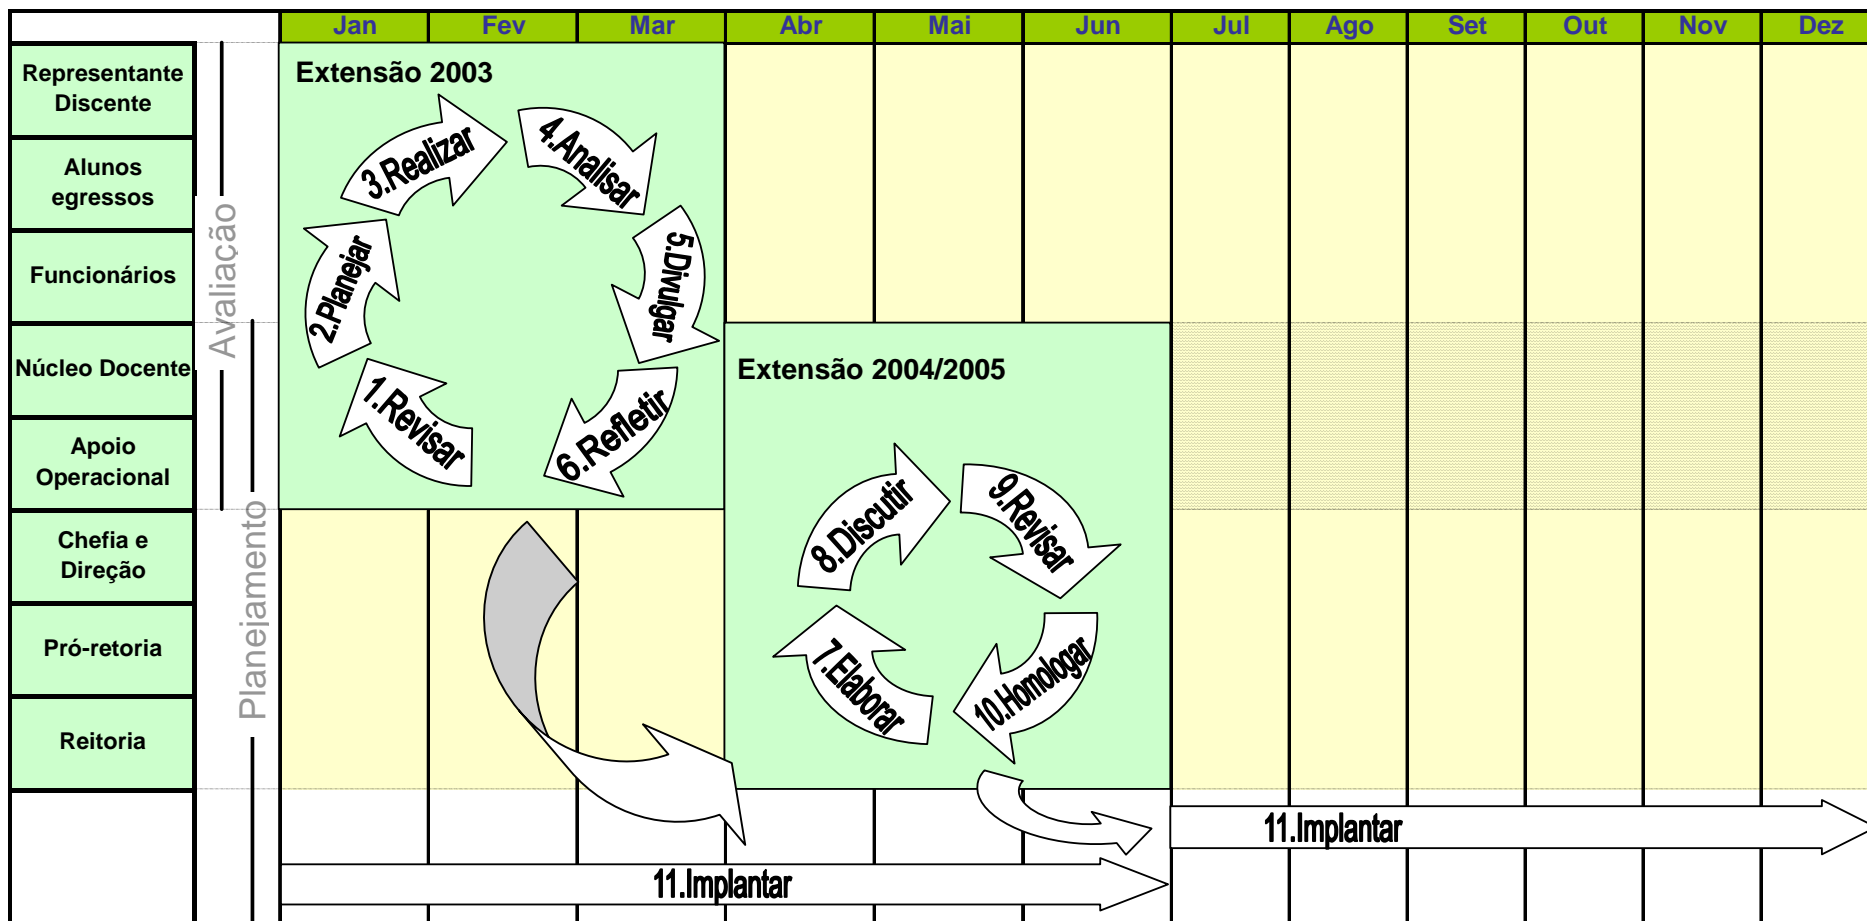 Jan Fev Mar Abr Mai Jun Jul Ago Set Out Nov Dez
Representante
Discente
Alunos
egressos
Funcionários
Núcleo Docente
Apoio
Operacional
Chefia e
Direção
Pró-retoria
Reitoria
Avaliação
Planejamento
Extensão 2003
1.Revisar
2.Planejar
3.Realizar
4.Analisar
5.Divulgar
6.Refletir
Extensão 2004/2005
7.Elaborar
8.Discutir
9.Revisar
10.Homologar
11.Implantar
11.Implantar